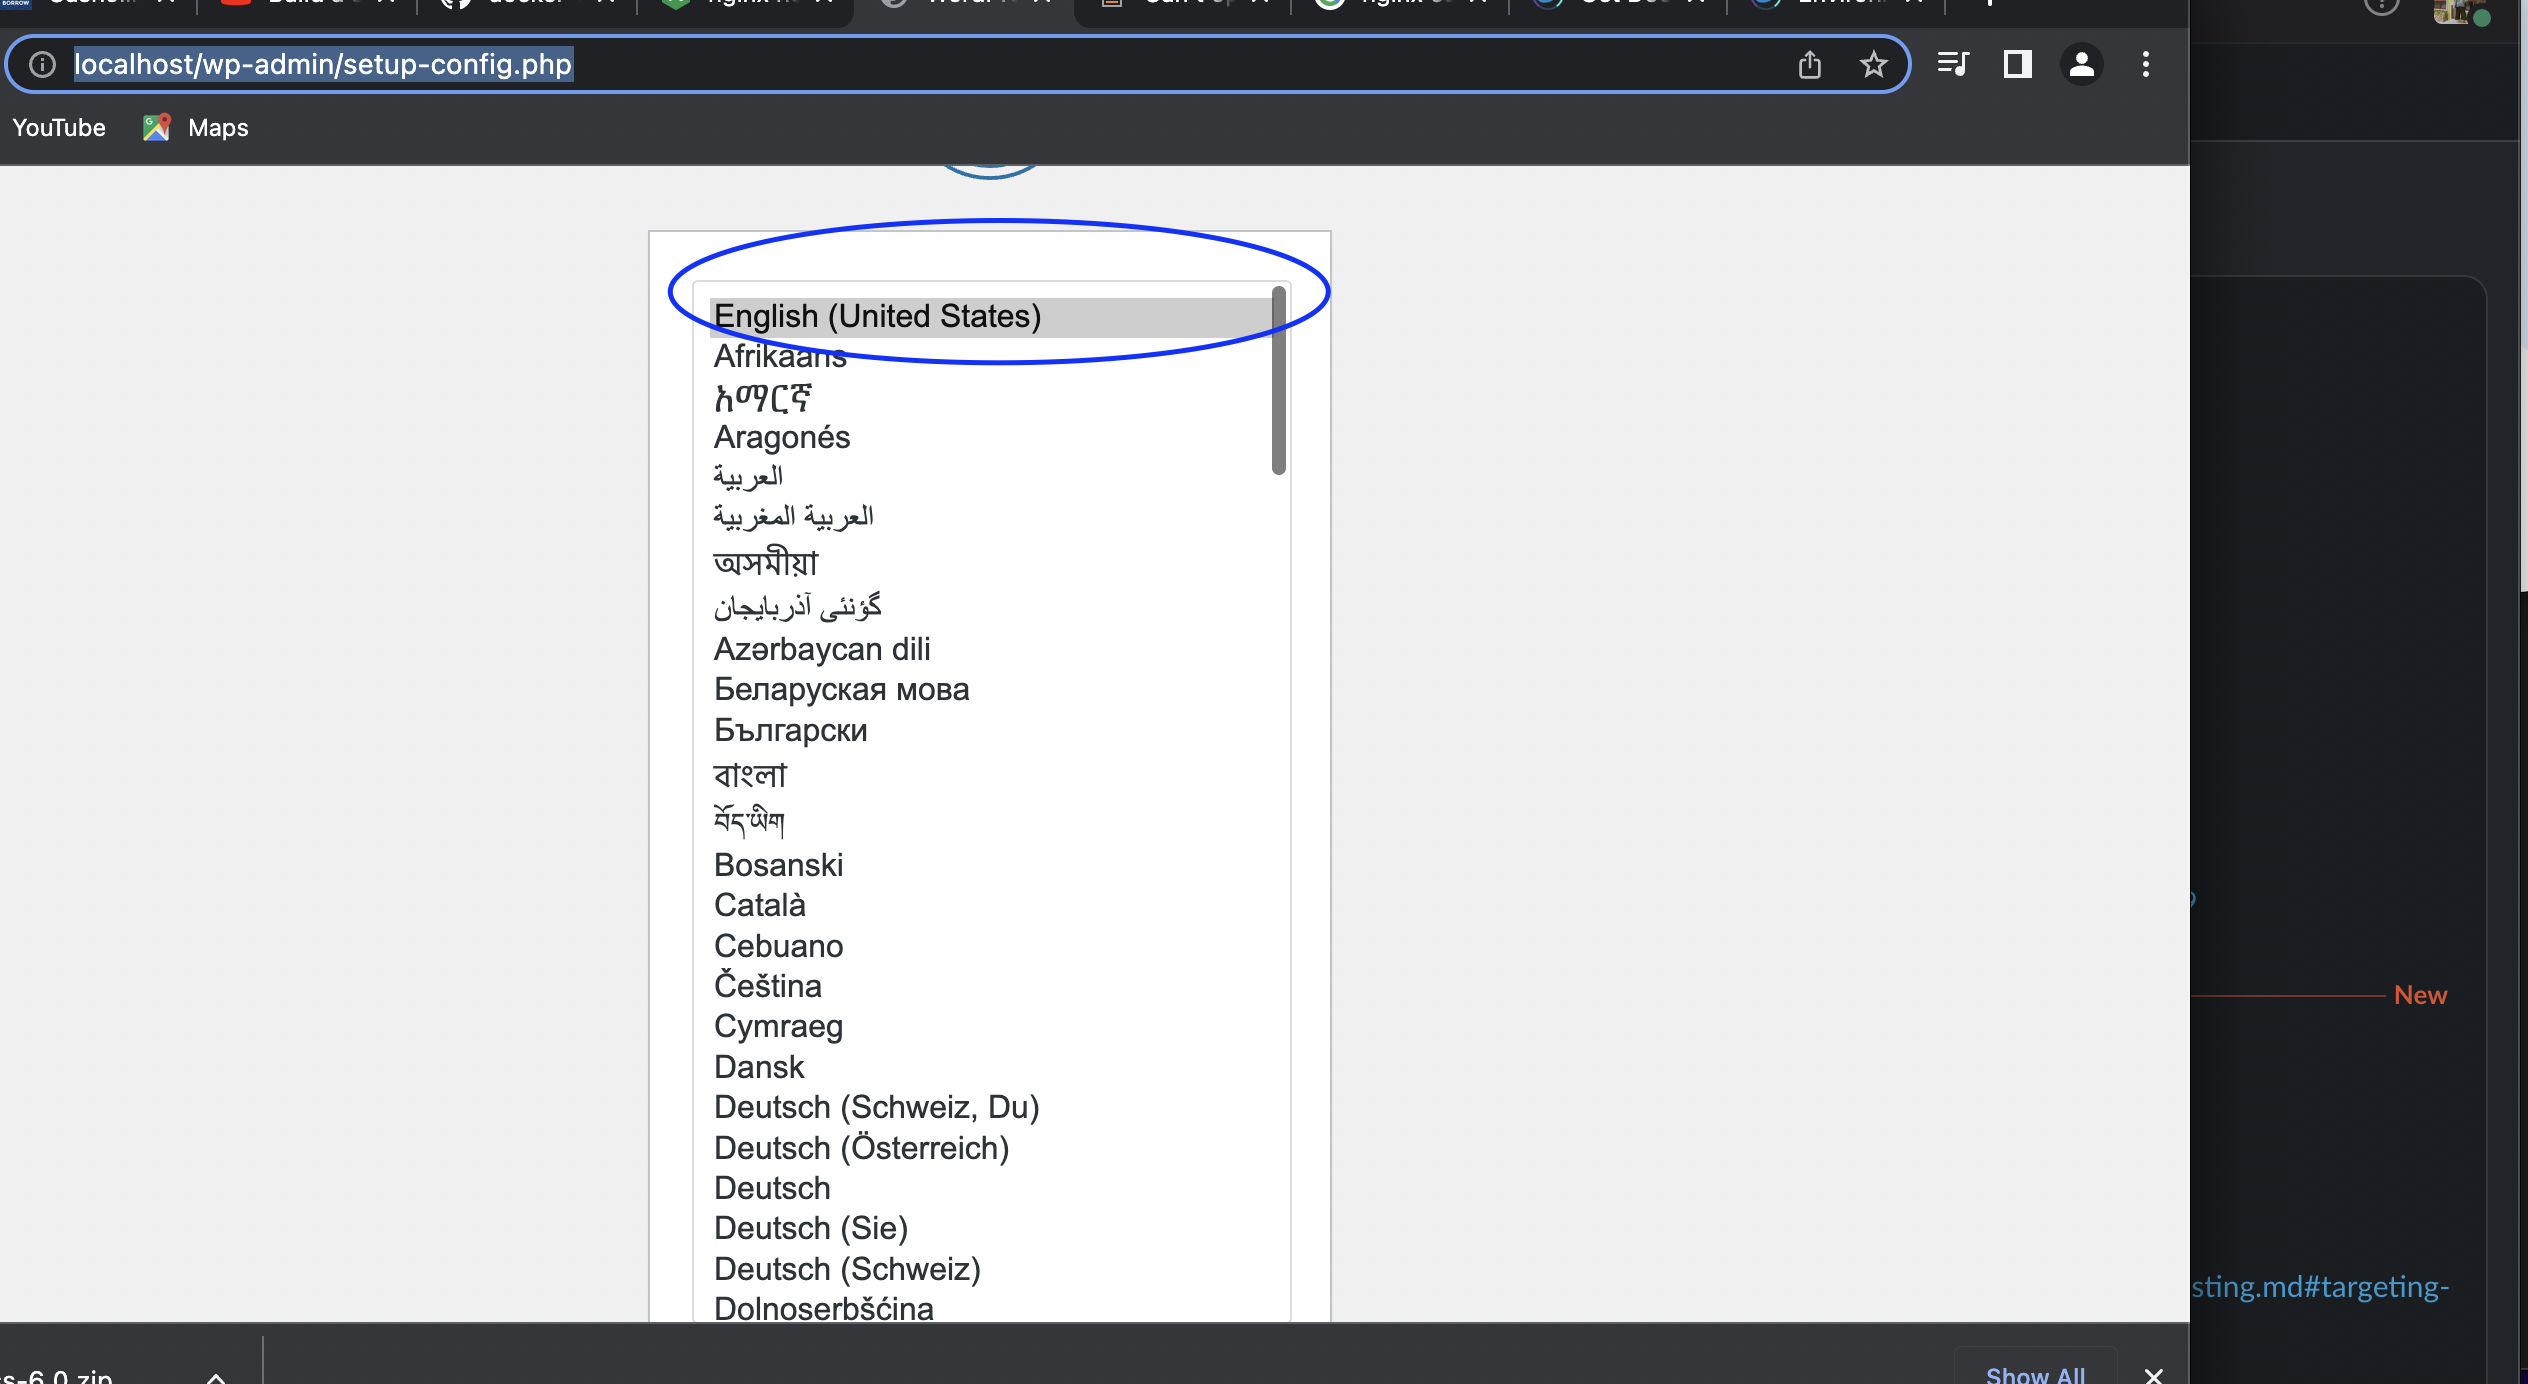 localhost/wp-admin/setup-config.php
YouTube Maps
English (United States)
Afrikaans
አማርኛ
Aragonés
العربية
العربية المغربية
অসমীয়া
گؤنئی آذربایجان
Azərbaycan dili
Беларуская мова
Български
বাংলা
བོད་ཡིག
Bosanski
Català
Cebuano
Čeština
Cymraeg
Dansk
Deutsch (Schweiz, Du)
Deutsch (Österreich)
Deutsch
Deutsch (Sie)
Deutsch (Schweiz)
Dolnoserbšćina
New
sting.md#targeting-
s-6.0.zip
Show All